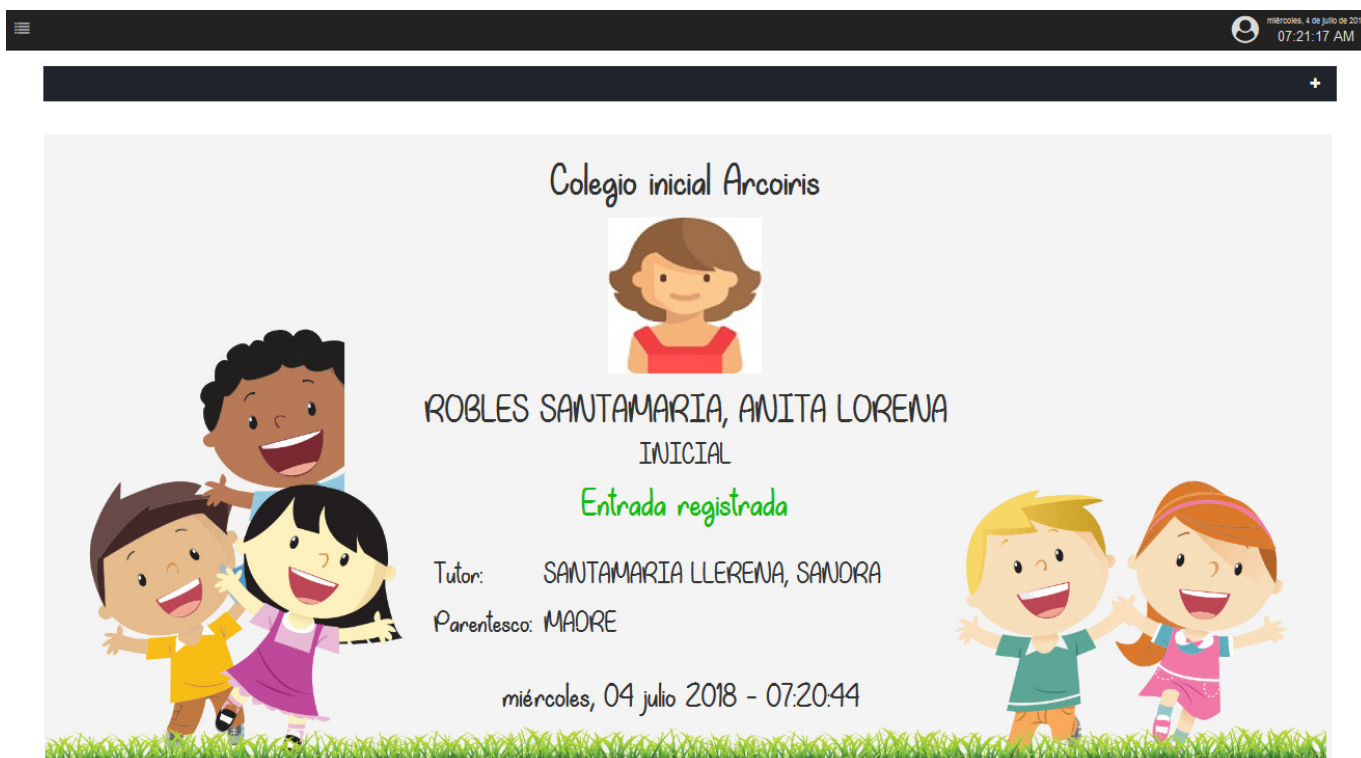 miércoles, 4 de julio de 201
07:21:17 AM
Colegio inicial Arcoiris
ROBLES SANTAMARIA, ANITA LORENA
INICIAL
Entrada registrada
Tutor: SANTAMARIA LLERENA, SANDRA
Parentesco: MADRE
miércoles, 04 julio 2018 - 07:20:44